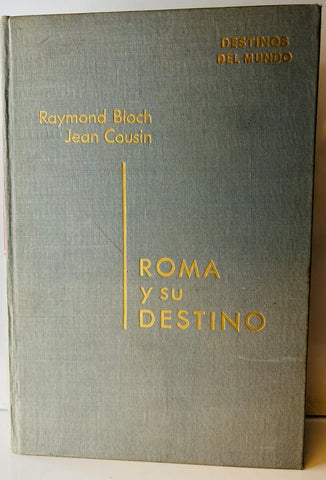 DESTINOS
DEL MUNDO
Raymond Bloch
Jean Cousin
ROMA
y su
DESTINO